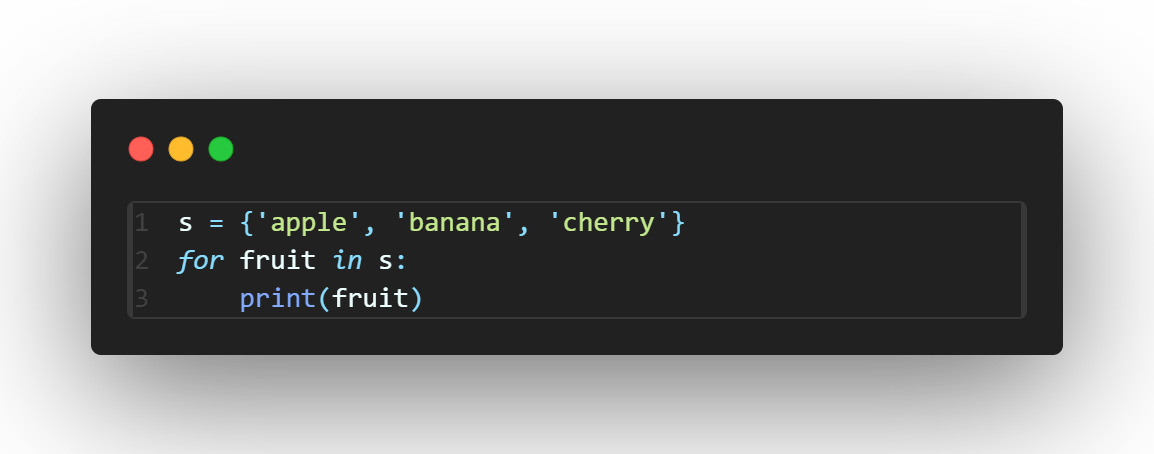 1 s = {'apple', 'banana', 'cherry'}
2 for fruit in s:
3     print(fruit)